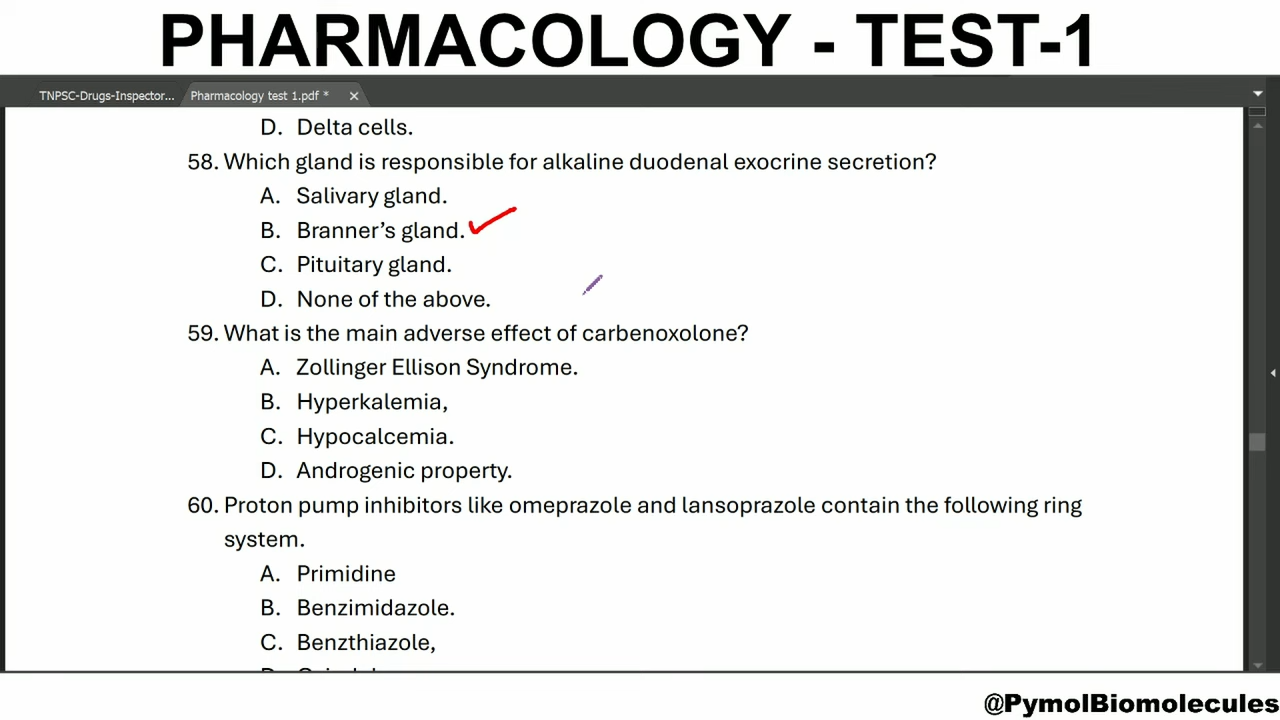 PHARMACOLOGY - TEST-1
TNPSC-Drugs-Inspector... Pharmacology test 1.pdf *
D. Delta cells.
58. Which gland is responsible for alkaline duodenal exocrine secretion?
A. Salivary gland.
B. Branner’s gland.
C. Pituitary gland.
D. None of the above.
59. What is the main adverse effect of carbenoxolone?
A. Zollinger Ellison Syndrome.
B. Hyperkalemia,
C. Hypocalcemia.
D. Androgenic property.
60. Proton pump inhibitors like omeprazole and lansoprazole contain the following ring
system.
A. Primidine
B. Benzimidazole.
C. Benzthiazole,
@PymolBiomolecules